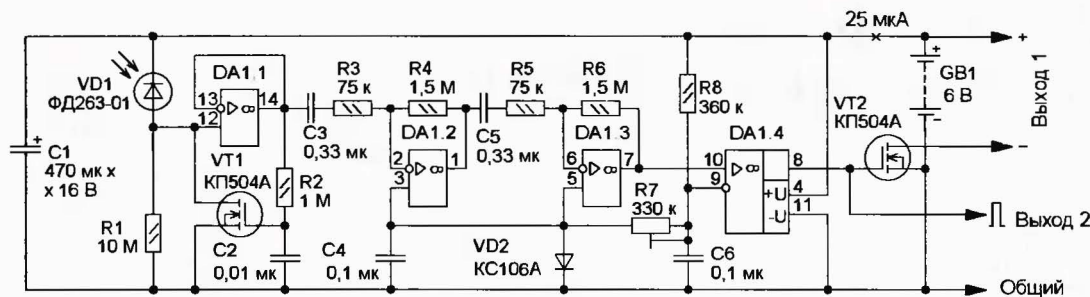 25 мкА
+
VD1
ФД263-01
DA1.1
13
14
12
∞
R3
75 к
R4
1,5 М
R5
75 к
R6
1,5 М
R8
360 к
GB1
6 В
VT2
КП504А
Выход 1
C1
470 мк х
х 16 В
VT1
КП504А
C3
0,33 мк
DA1.2
2
3
1
∞
C5
0,33 мк
DA1.3
6
5
7
∞
DA1.4
10
9
8
∞
+U
4
-U
11
−
R2
1 М
R7
330 к
R1
10 М
C2
0,01 мк
C4
0,1 мк
VD2
КС106А
C6
0,1 мк
Выход 2
Общий